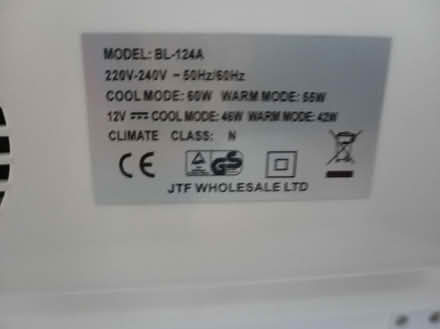 MODEL: BL-124A
220V-240V ~ 50Hz/60Hz
COOL MODE: 60W WARM MODE: 55W
12V ⎓ COOL MODE: 46W WARM MODE: 42W
CLIMATE CLASS: N
CE GS
JTF WHOLESALE LTD